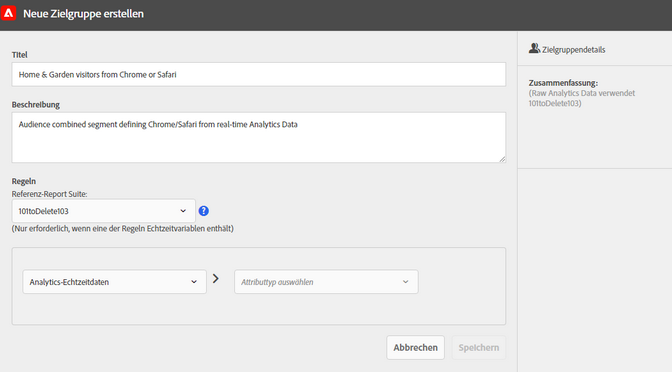 Neue Zielgruppe erstellen
Titel
Home & Garden visitors from Chrome or Safari
Beschreibung
Audience combined segment defining Chrome/Safari from real-time Analytics Data
Regeln
Referenz-Report Suite:
101toDelete103
?
(Nur erforderlich, wenn eine der Regeln Echtzeitvariablen enthält)
Analytics-Echtzeitdaten
Attributtyp auswählen
Abbrechen
Speichern
Zielgruppendetails
Zusammenfassung:
(Raw Analytics Data verwendet
101toDelete103)